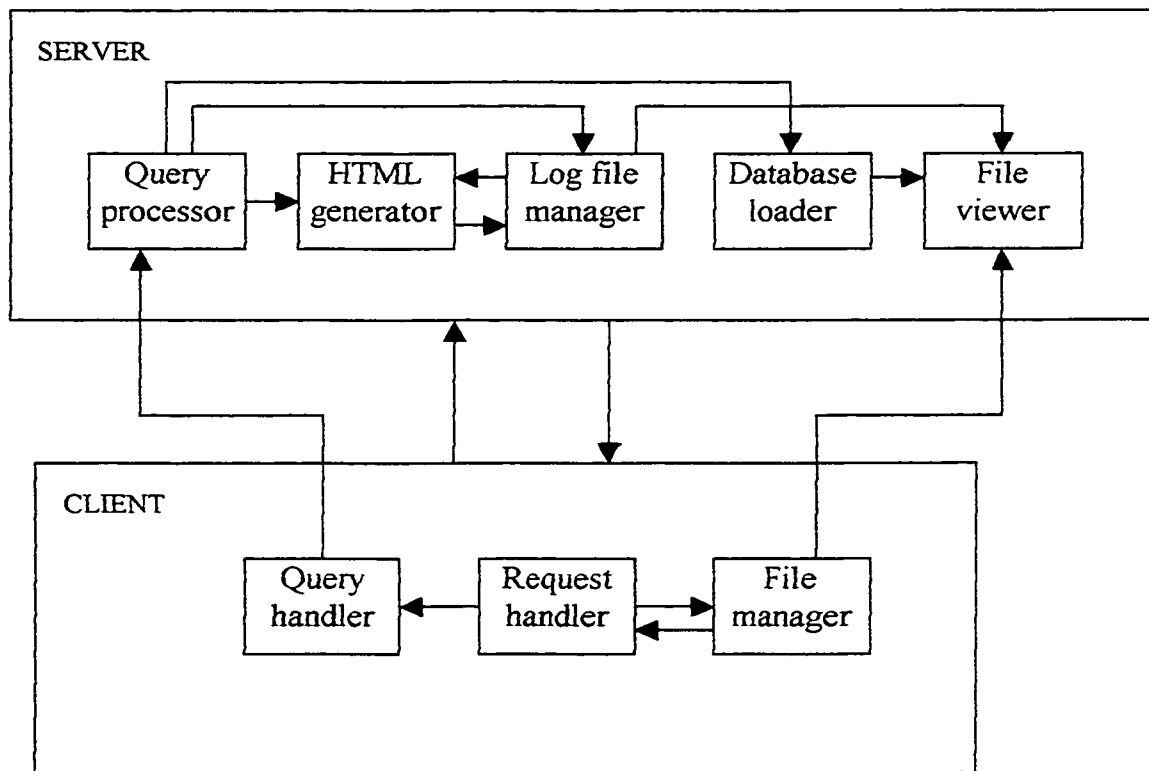 SERVER
Query
processor
HTML
generator
Log file
manager
Database
loader
File
viewer
CLIENT
Query
handler
Request
handler
File
manager